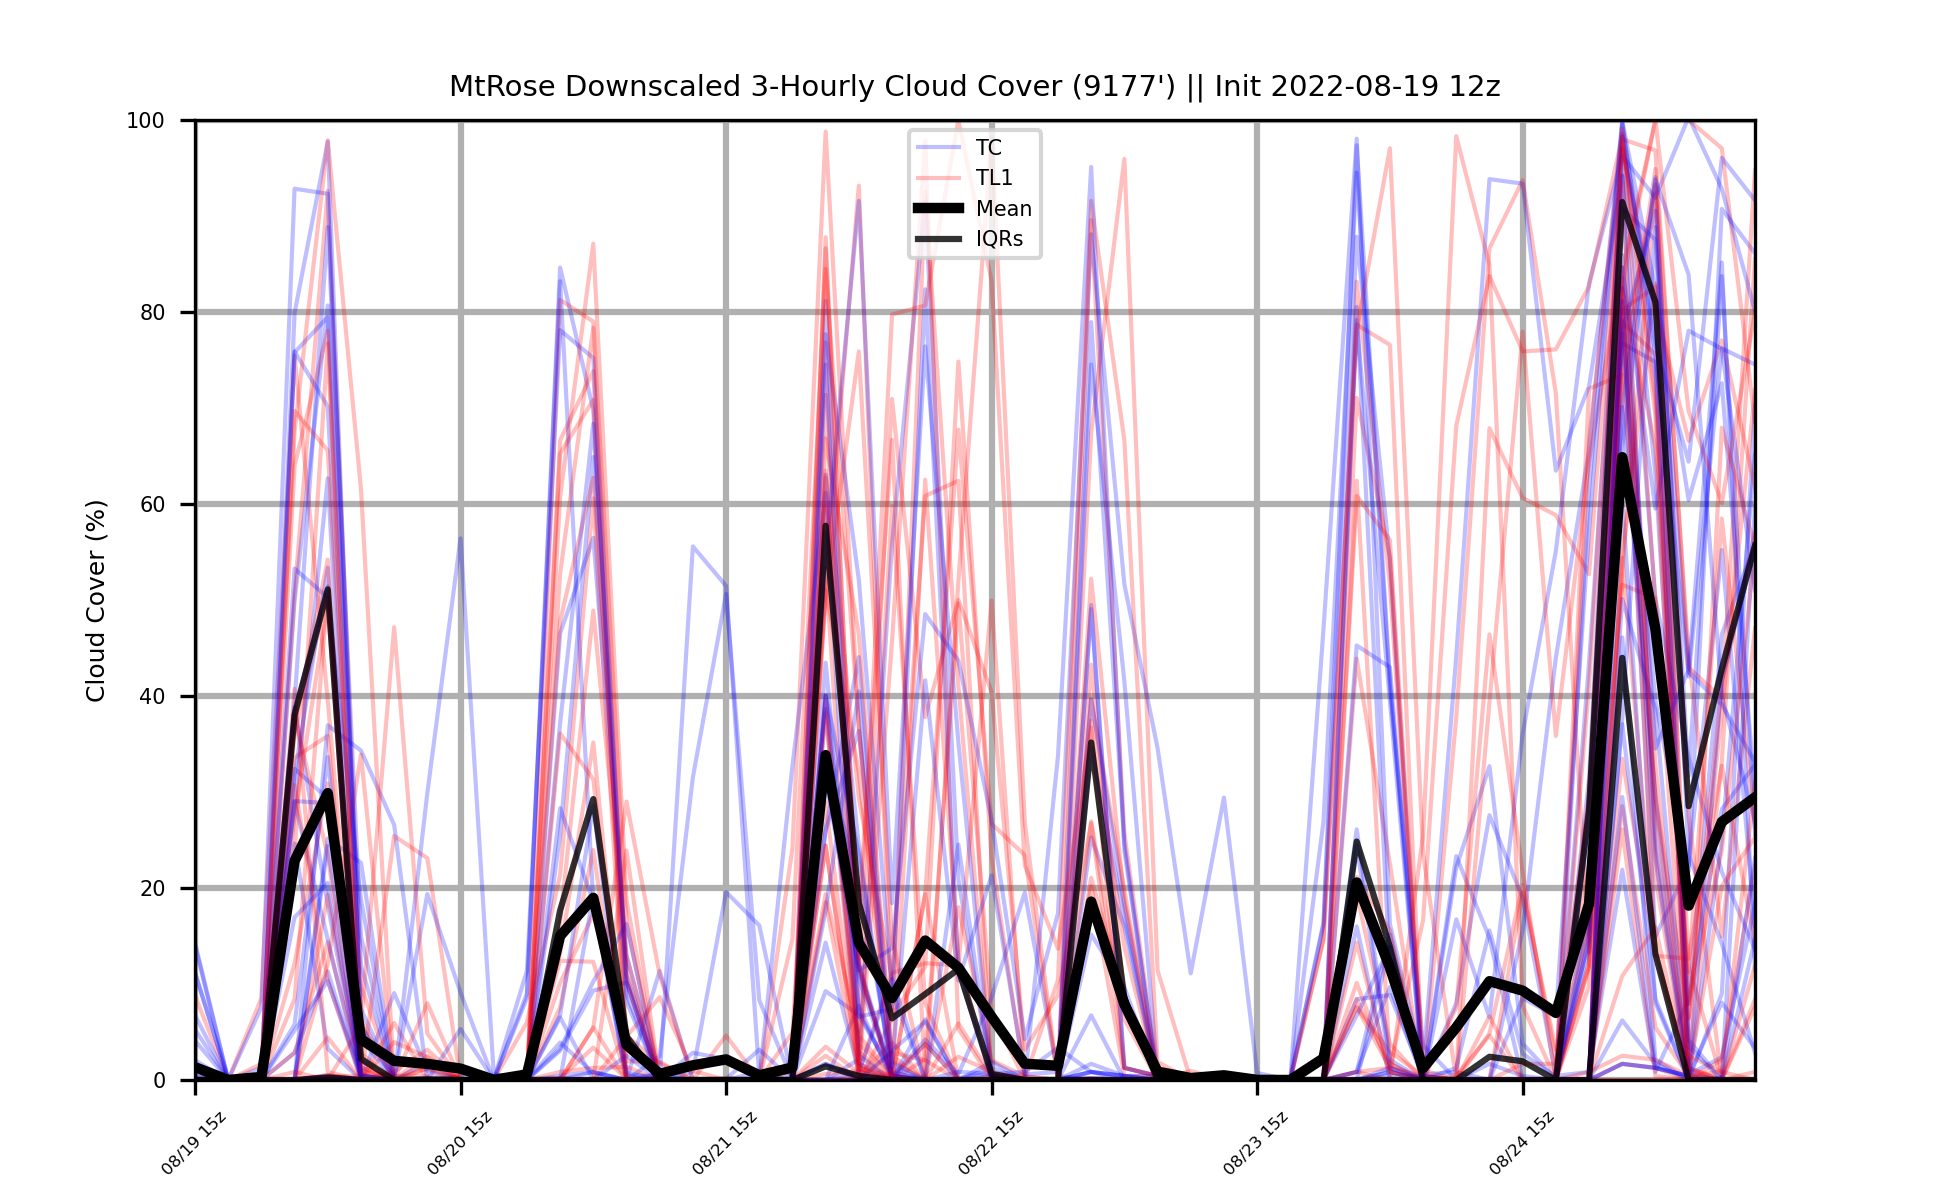 MtRose Downscaled 3-Hourly Cloud Cover (9177') || Init 2022-08-19 12z
100
80
60
40
20
0
Cloud Cover (%)
TC
TL1
Mean
IQRs
08/19 15z
08/20 15z
08/21 15z
08/22 15z
08/23 15z
08/24 15z